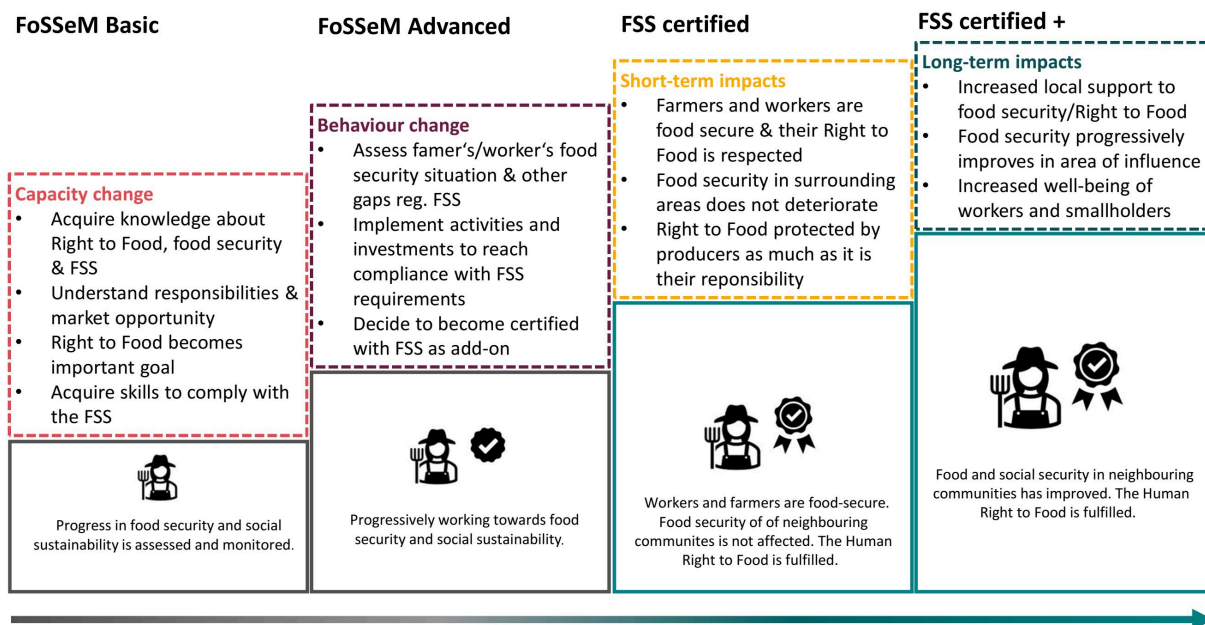 FoSSeM Basic
Capacity change
• Acquire knowledge about
Right to Food, food security
& FSS
• Understand responsibilities &
market opportunity
• Right to Food becomes
important goal
• Acquire skills to comply with
the FSS
Progress in food security and social
sustainability is assessed and monitored.
FoSSeM Advanced
Behaviour change
• Assess famer‘s/worker‘s food
security situation & other
gaps reg. FSS
• Implement activities and
investments to reach
compliance with FSS
requirements
• Decide to become certified
with FSS as add-on
Progressively working towards food
security and social sustainability.
FSS certified
Short-term impacts
• Farmers and workers are
food secure & their Right to
Food is respected
• Food security in surrounding
areas does not deteriorate
• Right to Food protected by
producers as much as it is
their reponsibility
Workers and farmers are food-secure.
Food security of of neighbouring
communites is not affected. The Human
Right to Food is fulfilled.
FSS certified +
Long-term impacts
• Increased local support to
food security/Right to Food
• Food security progressively
improves in area of influence
• Increased well-being of
workers and smallholders
Food and social security in neighbouring
communities has improved. The Human
Right to Food is fulfilled.